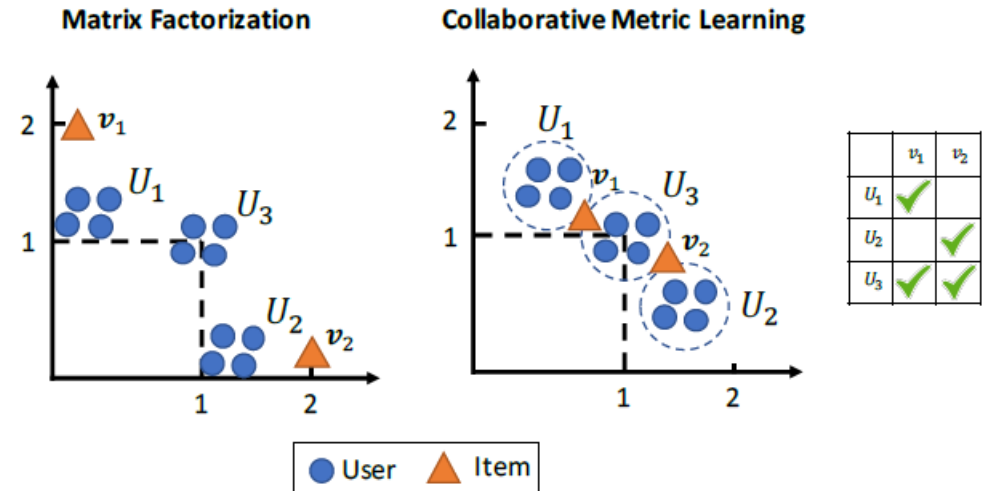 Matrix Factorization
2
v₁
U₁
U₃
1
U₂
v₂
1
2
Collaborative Metric Learning
2
U₁
v₁
U₃
1
v₂
U₂
1
2
v₁ v₂
U₁ ✓
U₂ ✓
U₃ ✓ ✓
User Item